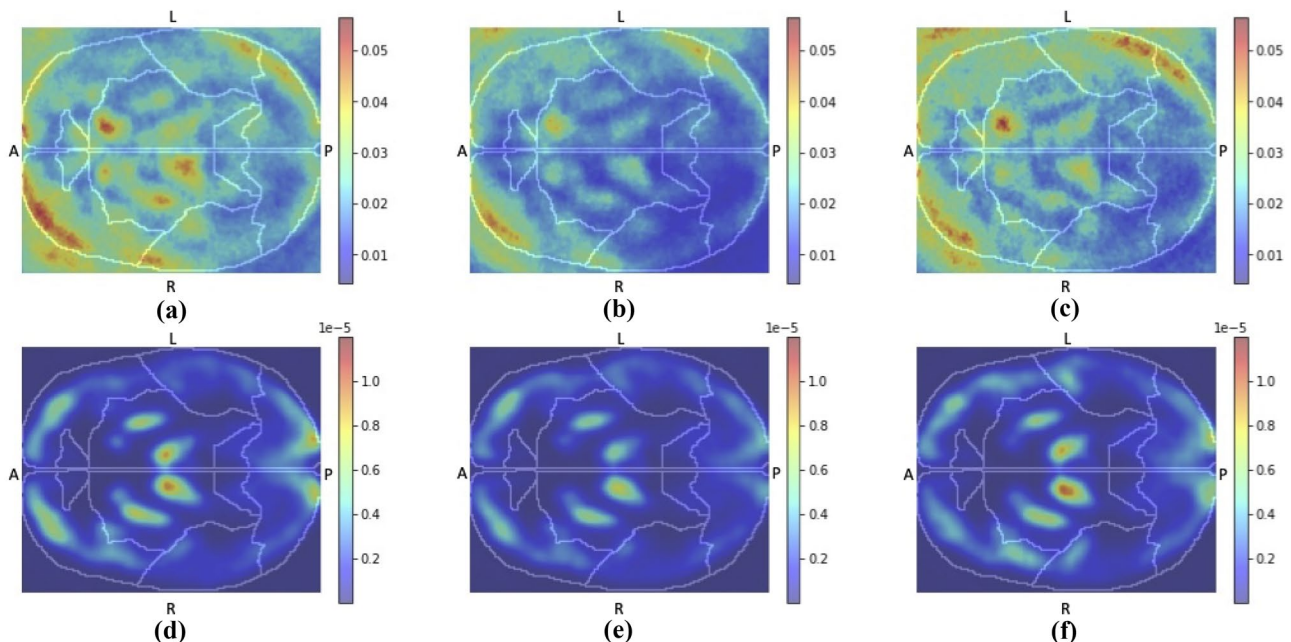 L L L
0.05 0.05 0.05
0.04 0.04 0.04
A P 0.03 A P 0.03 A P 0.03
0.02 0.02 0.02
0.01 0.01 0.01
R R R
(a) (b) (c)
1e-5 1e-5 1e-5
L L L
1.0 1.0 1.0
0.8 0.8 0.8
A P 0.6 A P 0.6 A P 0.6
0.4 0.4 0.4
0.2 0.2 0.2
R R R
(d) (e) (f)